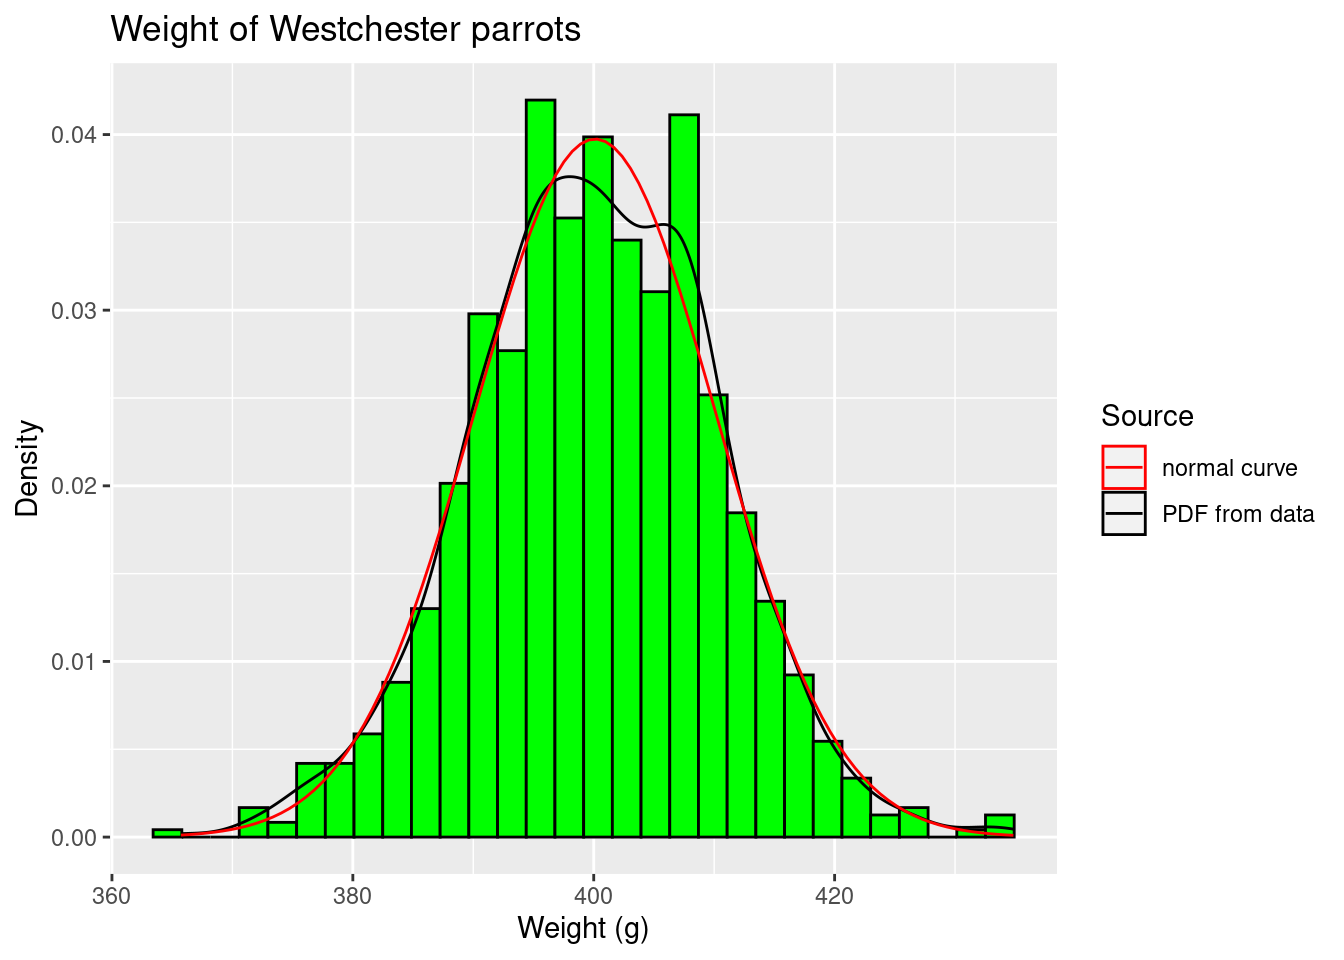 Weight of Westchester parrots
Density
0.04
0.03
0.02
0.01
0.00
360
380
400
420
Weight (g)
Source
normal curve
PDF from data